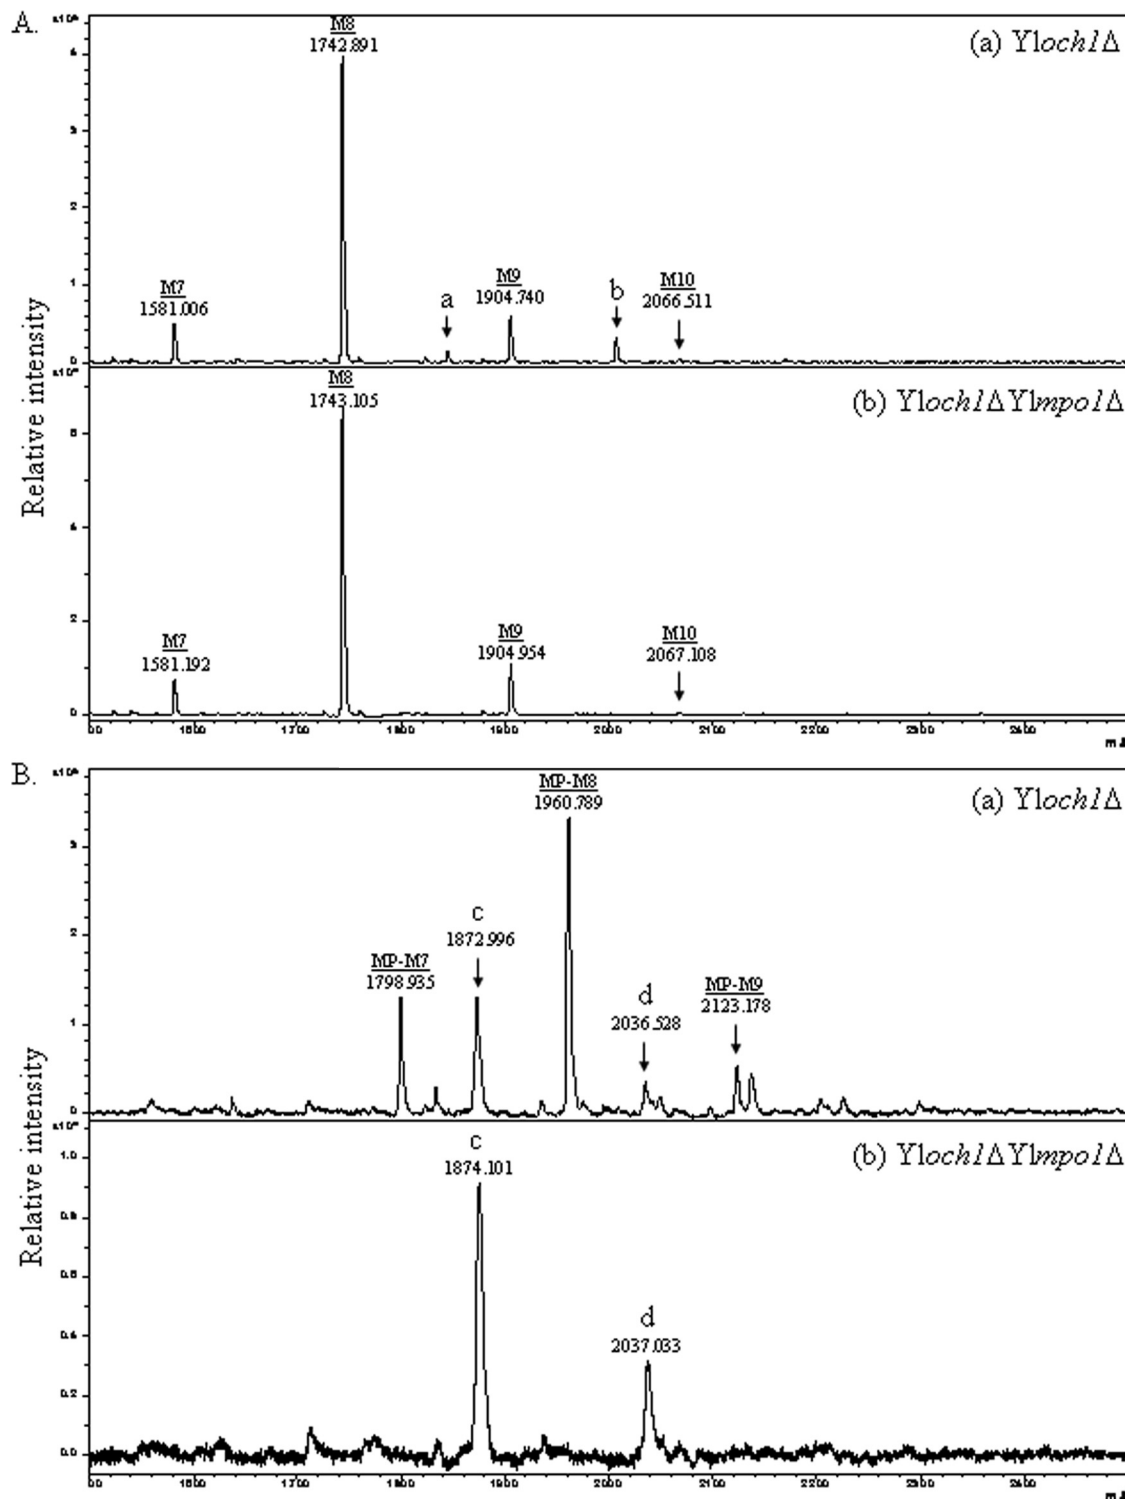 A.
(a) Yloch1Δ
M8
1742.891
M7
1581.006
a
M9
1904.740
b
M10
2066.511
Relative intensity
(b) Yloch1ΔYlmpo1Δ
M8
1743.105
M7
1581.192
M9
1904.954
M10
2067.108
B.
(a) Yloch1Δ
MP-M8
1960.789
c
1872.996
MP-M7
1798.935
d
2036.528
MP-M9
2123.178
Relative intensity
(b) Yloch1ΔYlmpo1Δ
c
1874.101
d
2037.033